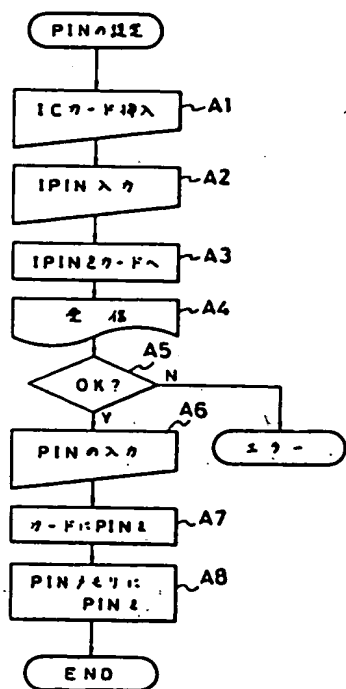 PINの設定
ICカード挿入
A1
IPIN入力
A2
IPINをカードへ
A3
受信
A4
A5
OK?
N
Y
エラー
A6
PINの入力
カードにPINを
A7
PINメモリに
PINを
A8
END